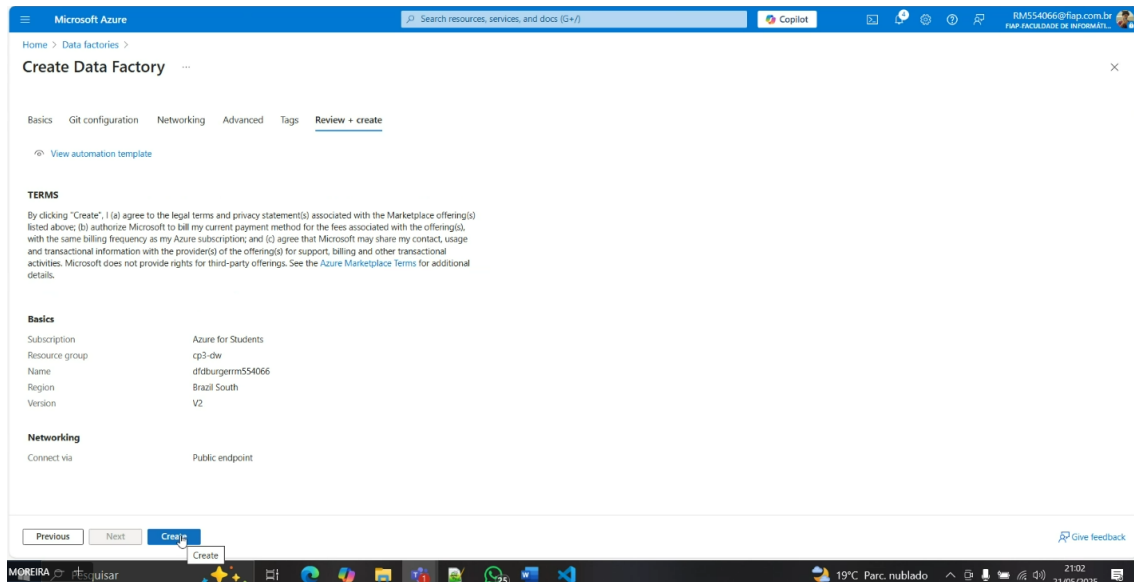 Microsoft Azure
Search resources, services, and docs (G+/)
Copilot
4
RM554066@fiap.com.br
FIAP-FACULDADE DE INFORMÁTI...
Home > Data factories >
Create Data Factory ...
Basics Git configuration Networking Advanced Tags Review + create
View automation template
TERMS
By clicking "Create", I (a) agree to the legal terms and privacy statement(s) associated with the Marketplace offering(s)
listed above; (b) authorize Microsoft to bill my current payment method for the fees associated with the offering(s),
with the same billing frequency as my Azure subscription; and (c) agree that Microsoft may share my contact, usage
and transactional information with the provider(s) of the offering(s) for support, billing and other transactional
activities. Microsoft does not provide rights for third-party offerings. See the Azure Marketplace Terms for additional
details.
Basics
Subscription Azure for Students
Resource group cp3-dw
Name dfdburgerrm554066
Region Brazil South
Version V2
Networking
Connect via Public endpoint
Previous Next Create
Give feedback
Create
MOREIRA
Pesquisar
25
19°C Parc. nublado
21:02
21/05/2025